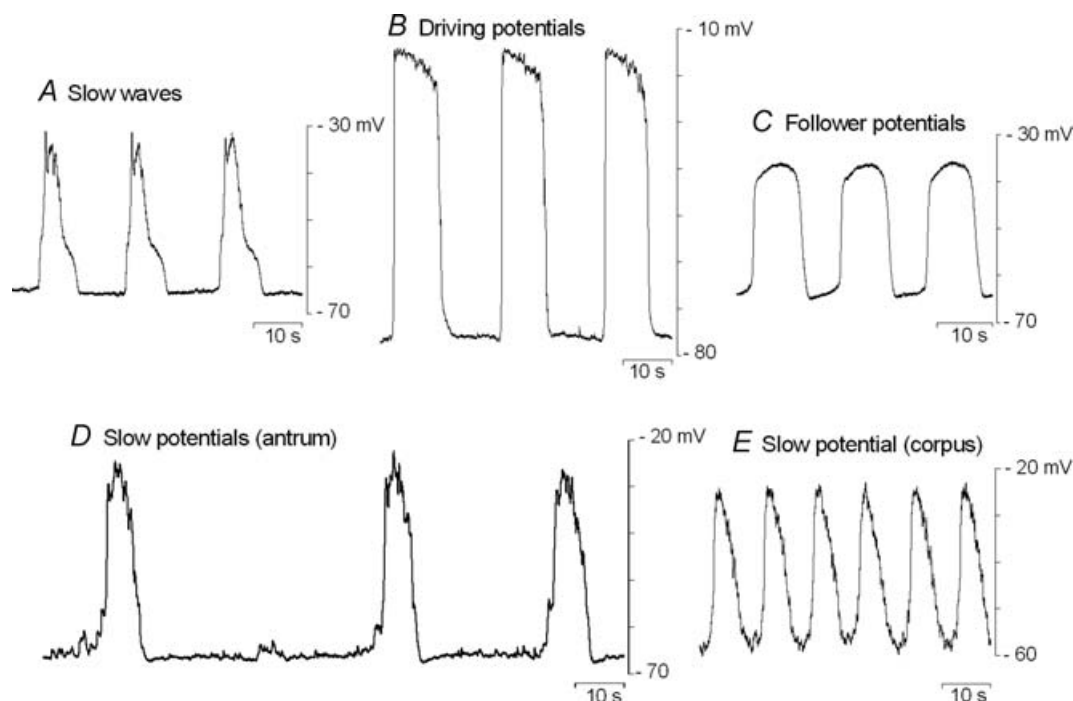 A Slow waves
- 30 mV
- 70
10 s
B Driving potentials
- 10 mV
- 80
10 s
C Follower potentials
- 30 mV
- 70
10 s
D Slow potentials (antrum)
- 20 mV
- 70
10 s
E Slow potential (corpus)
- 20 mV
- 60
10 s